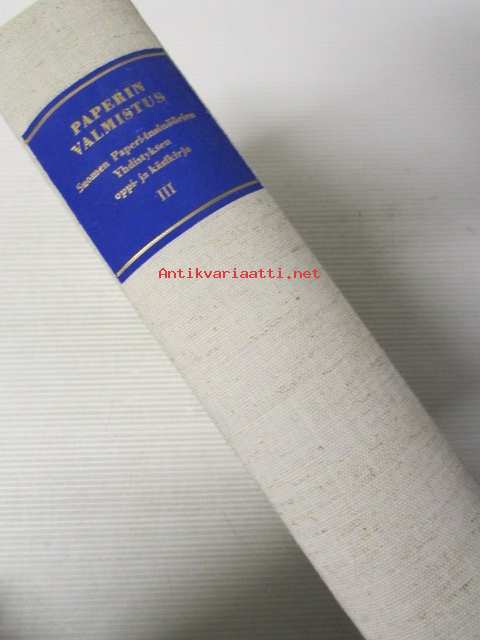 PAPERIN
VALMISTUS
Suomen Paperi-insinöörien
Yhdistyksen
oppi- ja käsikirja
III
Antikvariaatti.net